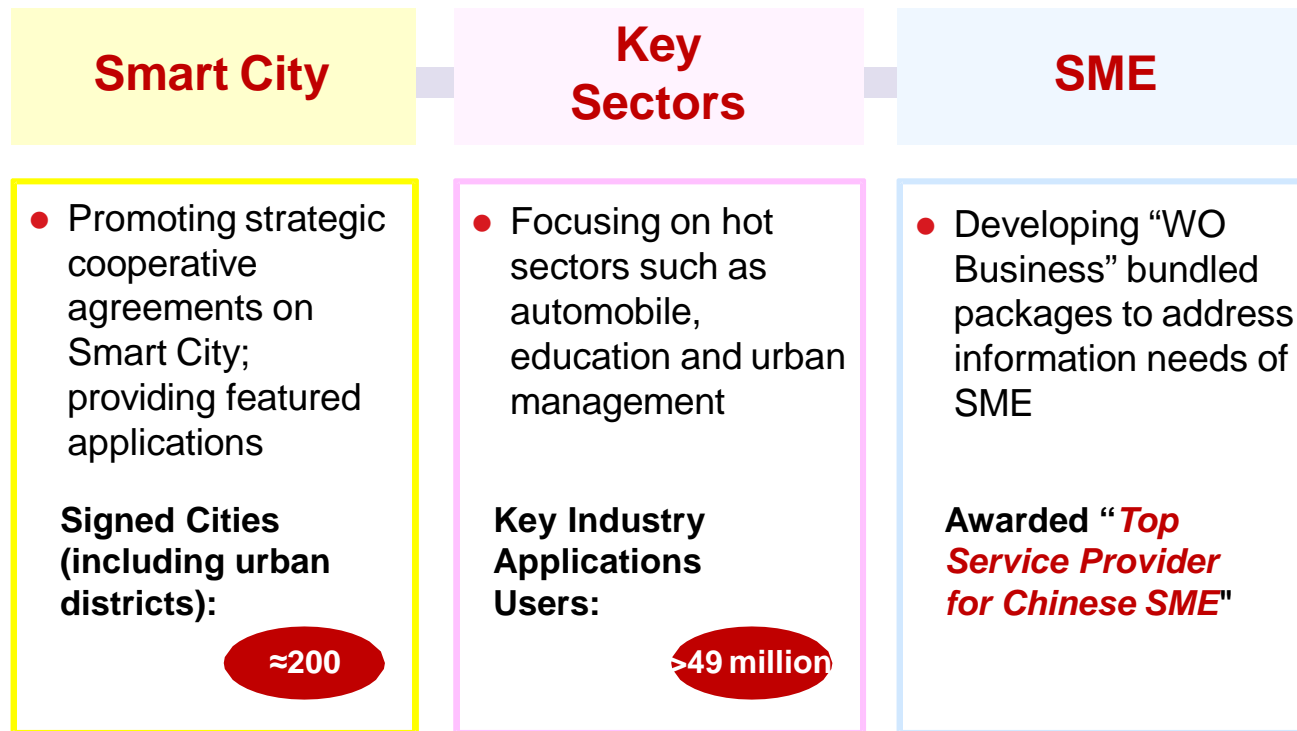 Smart City
Key
Sectors
SME
● Promoting strategic
cooperative
agreements on
Smart City;
providing featured
applications
Signed Cities
(including urban
districts):
≈200
● Focusing on hot
sectors such as
automobile,
education and urban
management
Key Industry
Applications
Users:
>49 million
● Developing “WO
Business” bundled
packages to address
information needs of
SME
Awarded “Top
Service Provider
for Chinese SME"